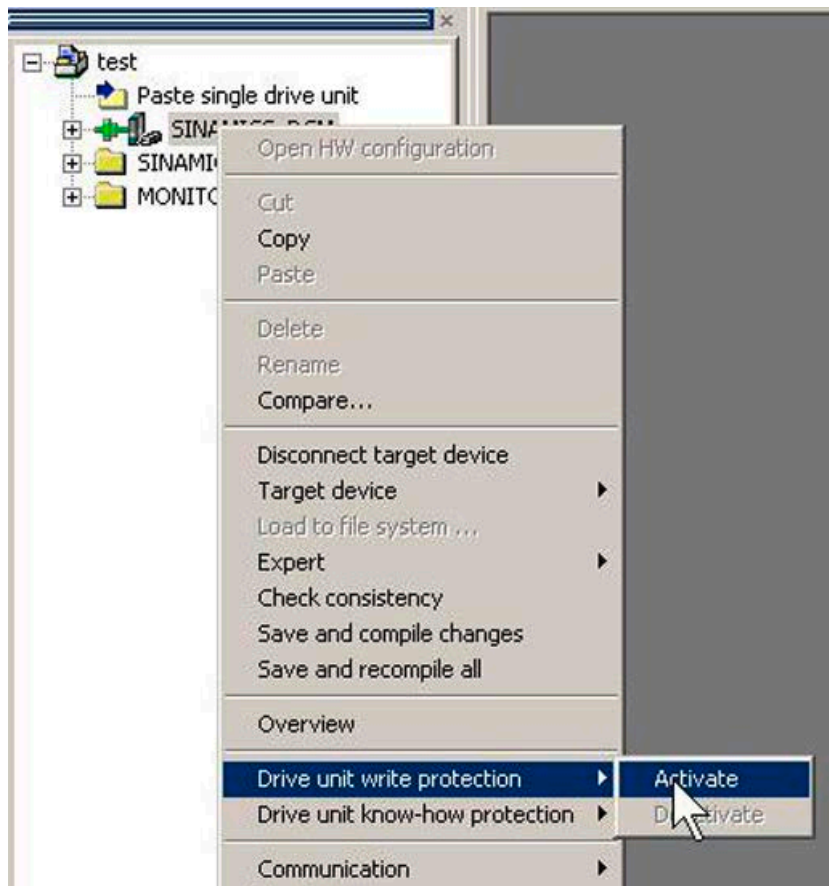 test
Paste single drive unit
Open HW configuration
Cut
Copy
Paste
Delete
Rename
Compare...
Disconnect target device
Target device
Load to file system ...
Expert
Check consistency
Save and compile changes
Save and recompile all
Overview
Drive unit write protection
Activate
Drive unit know-how protection
Communication